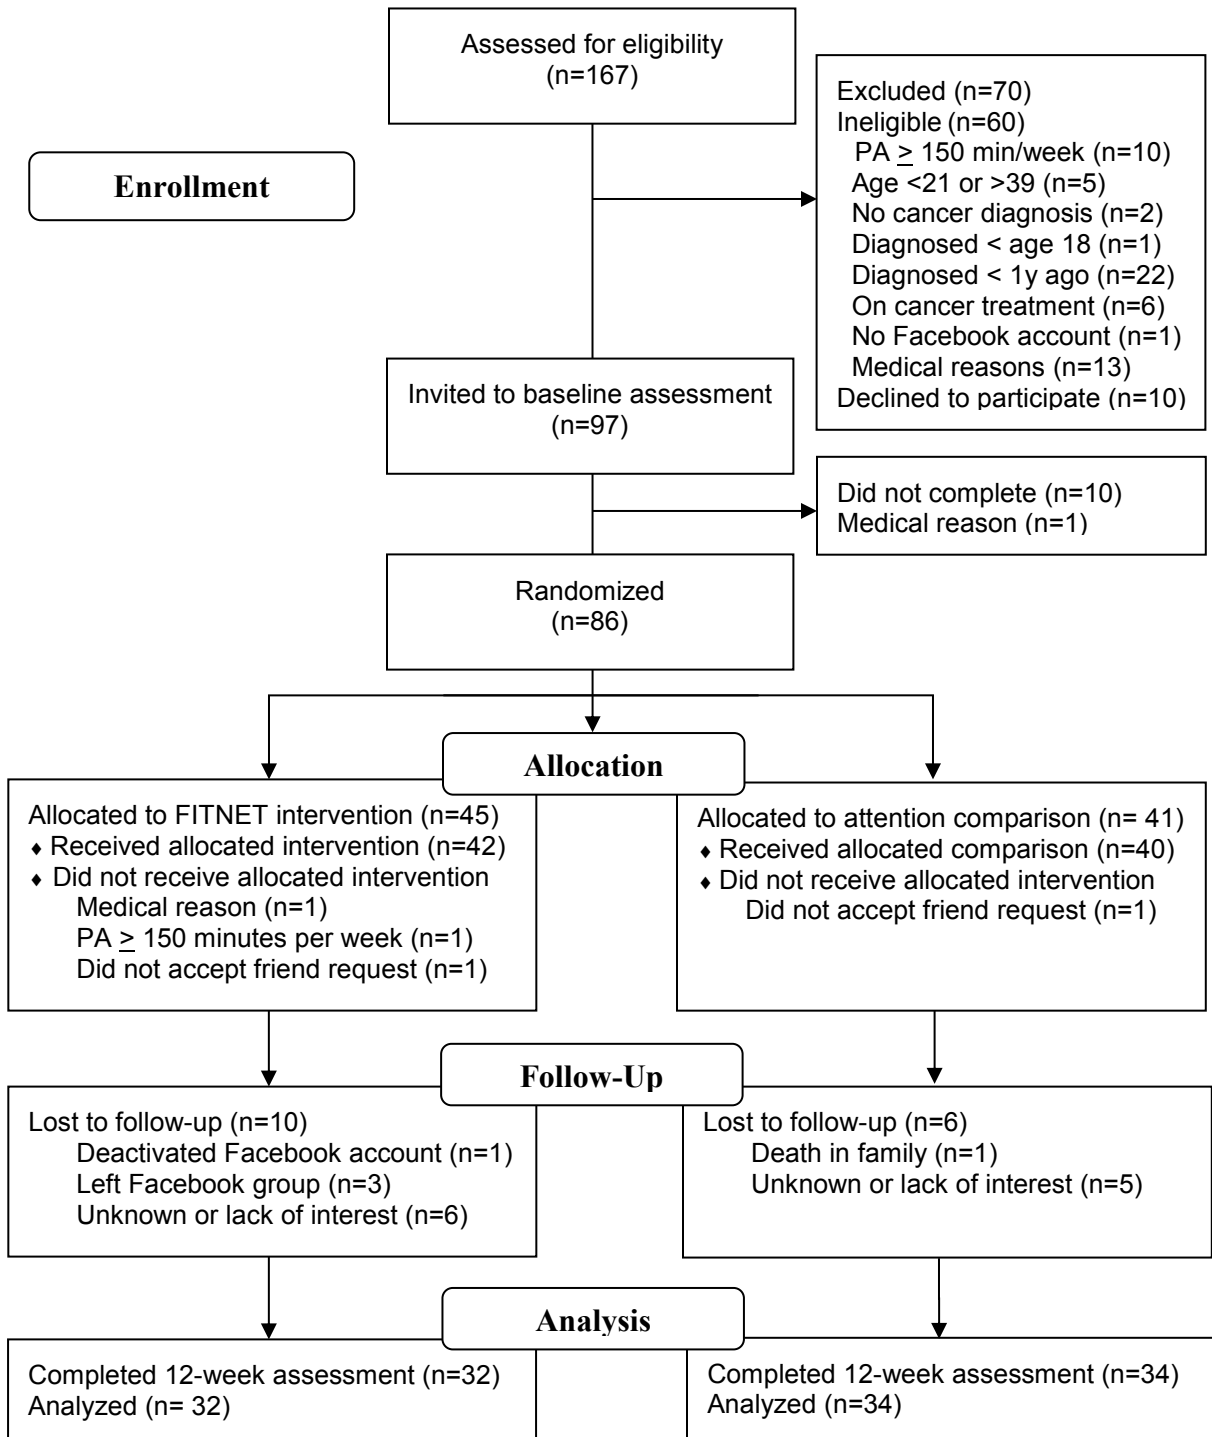 Assessed for eligibility
(n=167)
Excluded (n=70)
Ineligible (n=60)
PA ≥ 150 min/week (n=10)
Age <21 or >39 (n=5)
No cancer diagnosis (n=2)
Diagnosed < age 18 (n=1)
Diagnosed < 1y ago (n=22)
On cancer treatment (n=6)
No Facebook account (n=1)
Medical reasons (n=13)
Declined to participate (n=10)
Enrollment
Invited to baseline assessment
(n=97)
Did not complete (n=10)
Medical reason (n=1)
Randomized
(n=86)
Allocation
Allocated to FITNET intervention (n=45)
♦ Received allocated intervention (n=42)
♦ Did not receive allocated intervention
Medical reason (n=1)
PA ≥ 150 minutes per week (n=1)
Did not accept friend request (n=1)
Allocated to attention comparison (n= 41)
♦ Received allocated comparison (n=40)
♦ Did not receive allocated intervention
Did not accept friend request (n=1)
Follow-Up
Lost to follow-up (n=10)
Deactivated Facebook account (n=1)
Left Facebook group (n=3)
Unknown or lack of interest (n=6)
Lost to follow-up (n=6)
Death in family (n=1)
Unknown or lack of interest (n=5)
Analysis
Completed 12-week assessment (n=32)
Analyzed (n= 32)
Completed 12-week assessment (n=34)
Analyzed (n=34)